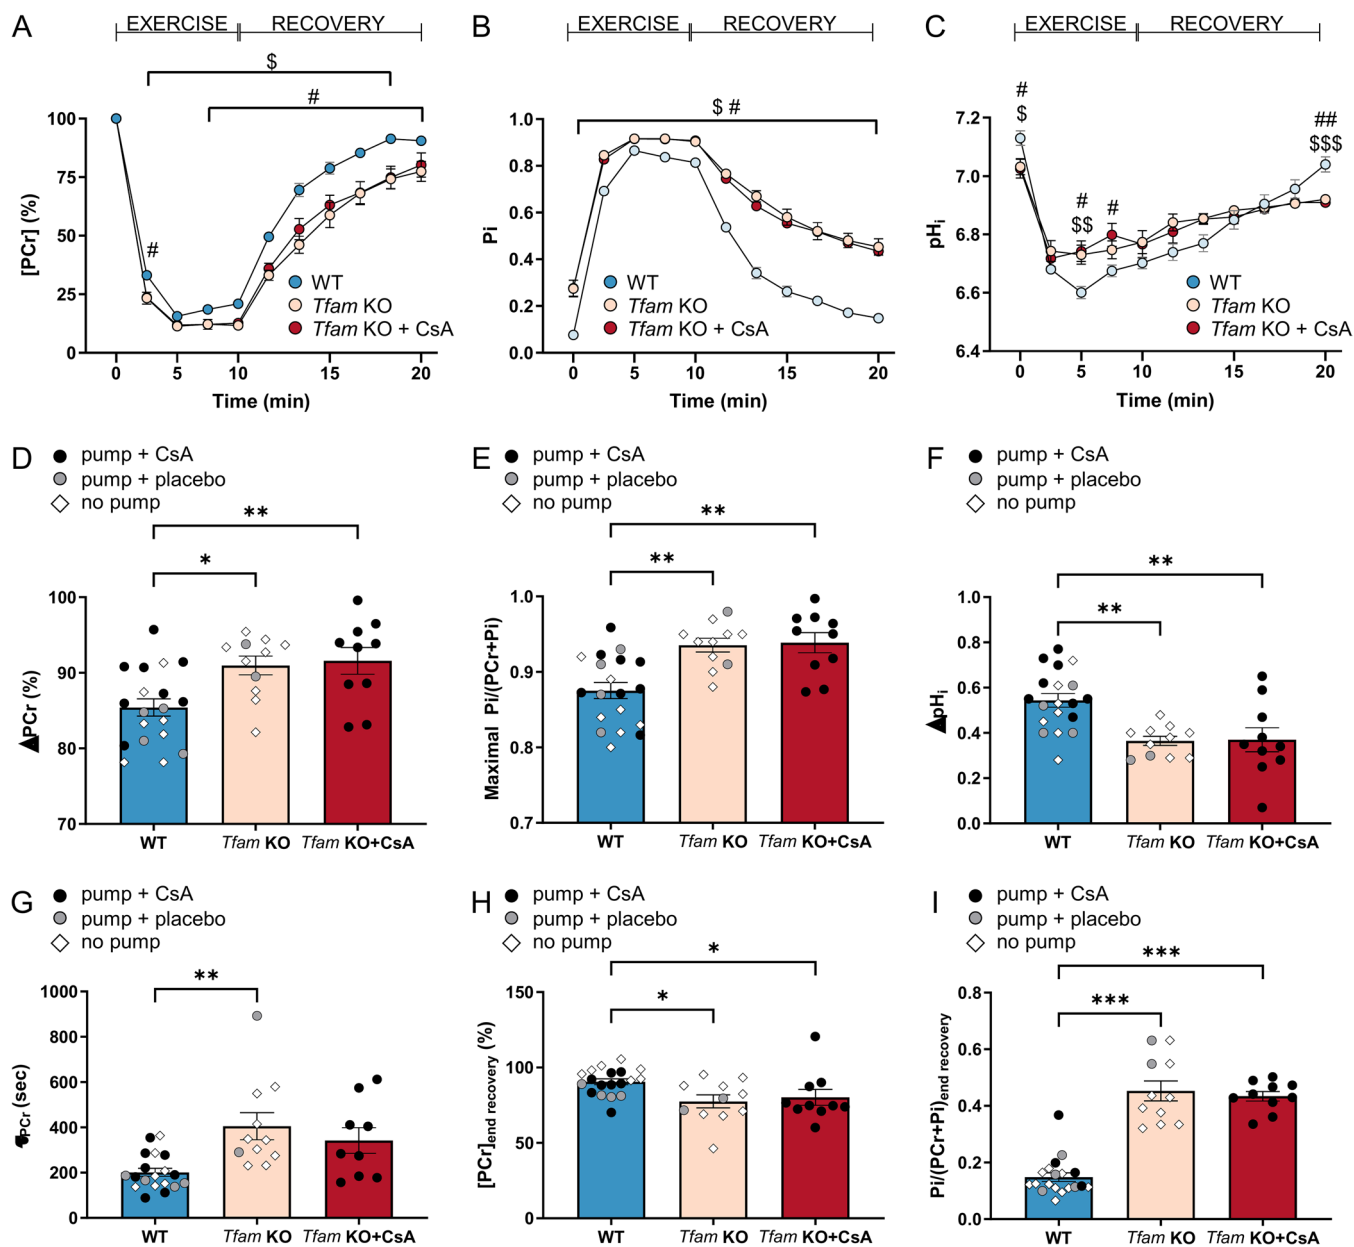 A
EXERCISE
RECOVERY
$
#
#
[PCr] (%)
100
75
50
25
0
WT
Tfam KO
Tfam KO + CsA
0
5
10
15
20
Time (min)
B
EXERCISE
RECOVERY
$ #
Pi
1.0
0.8
0.6
0.4
0.2
0.0
WT
Tfam KO
Tfam KO + CsA
0
5
10
15
20
Time (min)
C
EXERCISE
RECOVERY
#
$
#
$$
#
##
$$$
pHi
7.2
7.0
6.8
6.6
6.4
WT
Tfam KO
Tfam KO + CsA
0
5
10
15
20
Time (min)
D
pump + CsA
pump + placebo
no pump
**
*
PCr (%)
100
90
80
70
WT
Tfam KO
Tfam KO+CsA
E
pump + CsA
pump + placebo
no pump
**
**
Maximal Pi/(PCr+Pi)
1.0
0.9
0.8
0.7
WT
Tfam KO
Tfam KO+CsA
F
pump + CsA
pump + placebo
no pump
**
**
pHi
1.0
0.8
0.6
0.4
0.2
0.0
WT
Tfam KO
Tfam KO+CsA
G
pump + CsA
pump + placebo
no pump
**
PCr (sec)
1000
800
600
400
200
0
WT
Tfam KO
Tfam KO+CsA
H
pump + CsA
pump + placebo
no pump
*
*
[PCr]end recovery (%)
150
100
50
0
WT
Tfam KO
Tfam KO+CsA
I
pump + CsA
pump + placebo
no pump
***
***
Pi/(PCr+Pi)end recovery
0.8
0.6
0.4
0.2
0.0
WT
Tfam KO
Tfam KO+CsA